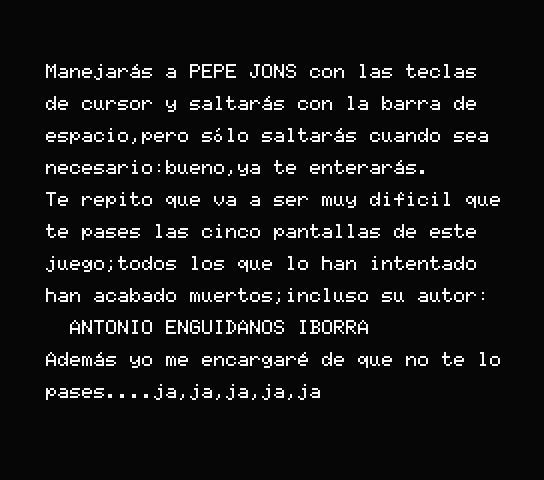 Manejarás a PEPE JONS con las teclas
de cursor y saltarás con la barra de
espacio,pero sólo saltarás cuando sea
necesario:bueno,ya te enterarás.
Te repito que va a ser muy dificil que
te pases las cinco pantallas de este
juego;todos los que lo han intentado
han acabado muertos;incluso su autor:
ANTONIO ENGUIDANOS IBORRA
Además yo me encargaré de que no te lo
pases....ja,ja,ja,ja,ja